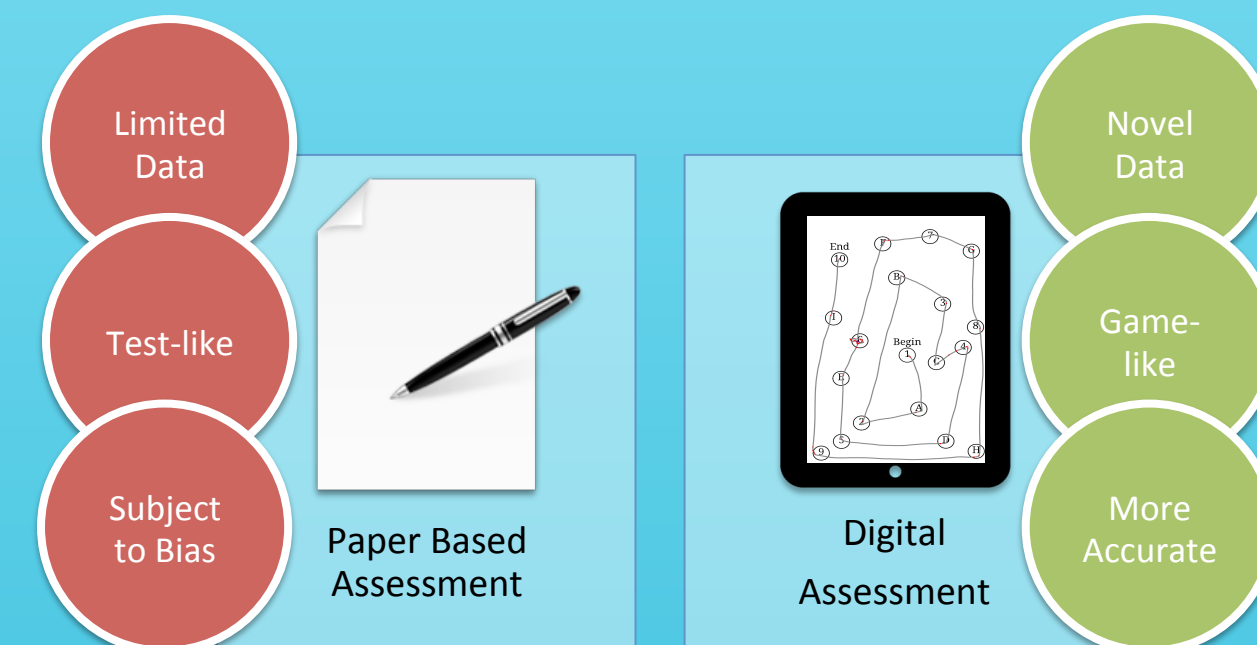 Limited
Data
Test-like
Subject
to Bias
Paper Based
Assessment
Novel
Data
Game-
like
More
Accurate
Digital
Assessment
End
10
7
6
F
B
3
I
8
Begin
1
4
C
E
A
2
5
D
9
H